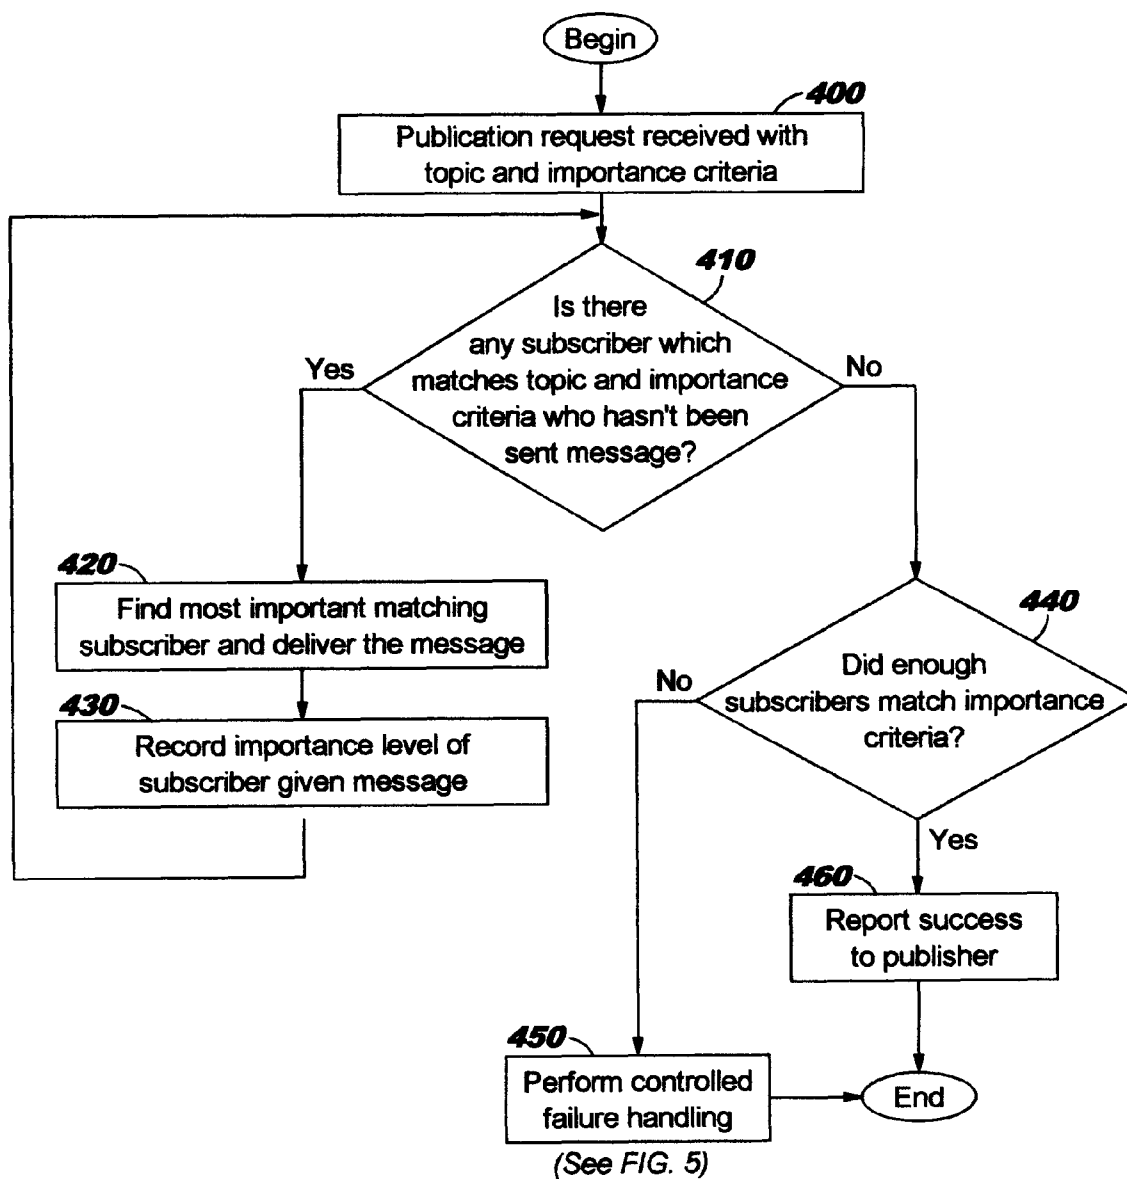 Begin
400
Publication request received with
topic and importance criteria
410
Is there
any subscriber which
matches topic and importance
criteria who hasn't been
sent message?
Yes
No
420
Find most important matching
subscriber and deliver the message
430
Record importance level of
subscriber given message
440
Did enough
subscribers match importance
criteria?
No
Yes
460
Report success
to publisher
450
Perform controlled
failure handling
(See FIG. 5)
End